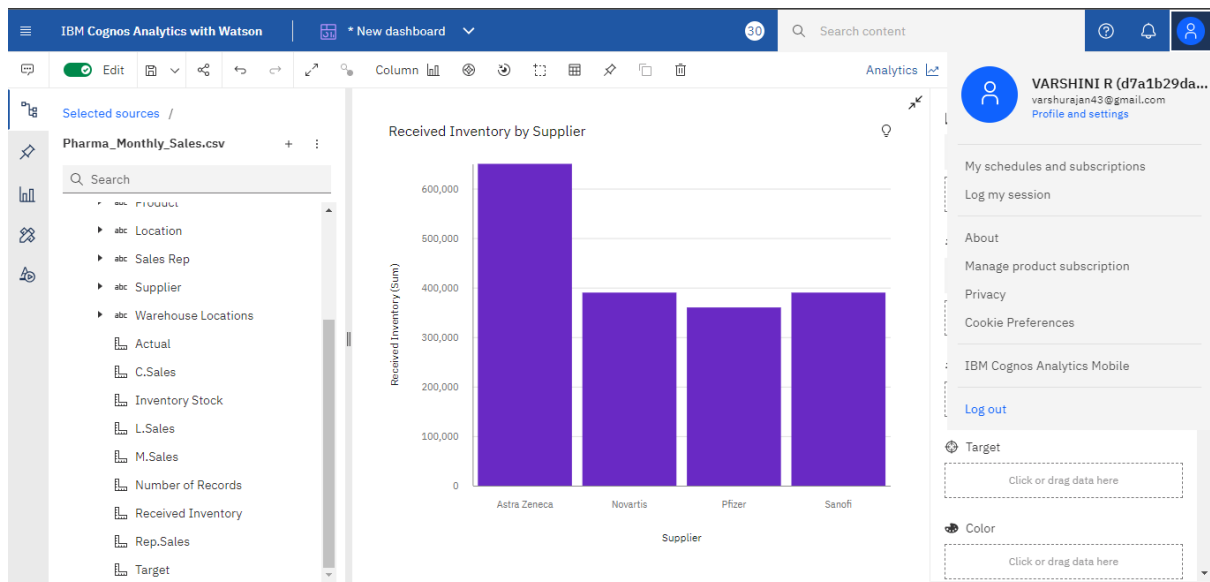 IBM Cognos Analytics with Watson
* New dashboard
30
Search content
Edit
Column
Analytics
VARSHINI R (d7a1b29da...
varshurajan43@gmail.com
Profile and settings
My schedules and subscriptions
Log my session
About
Manage product subscription
Privacy
Cookie Preferences
IBM Cognos Analytics Mobile
Log out
Selected sources /
Pharma_Monthly_Sales.csv
Search
abc Product
abc Location
abc Sales Rep
abc Supplier
abc Warehouse Locations
Actual
C.Sales
Inventory Stock
L.Sales
M.Sales
Number of Records
Received Inventory
Rep.Sales
Target
Received Inventory by Supplier
Received Inventory (Sum)
600,000
500,000
400,000
300,000
200,000
100,000
0
Astra Zeneca
Novartis
Pfizer
Sanofi
Supplier
Target
Click or drag data here
Color
Click or drag data here